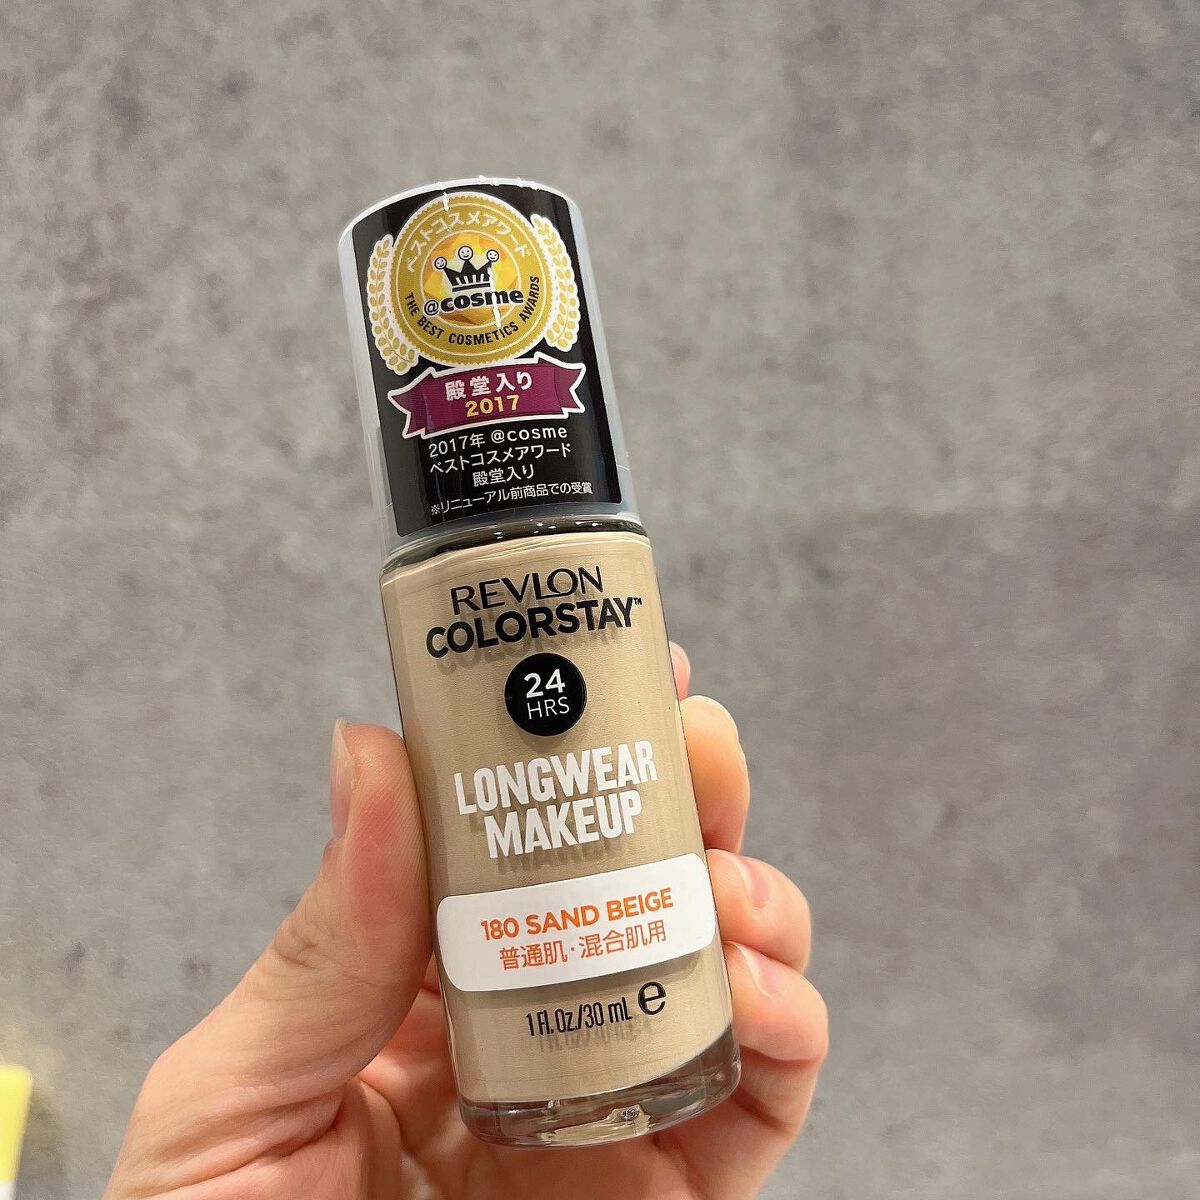 ベストコスメアワード
@cosme
THE BEST COSMETICS AWARDS
殿堂入り
2017
2017年 @cosme
ベストコスメアワード
殿堂入り
※リニューアル前商品での受賞
REVLON
COLORSTAY™
24
HRS
LONGWEAR
MAKEUP
180 SAND BEIGE
普通肌・混合肌用
1 Fl. Oz./30 mL ℮